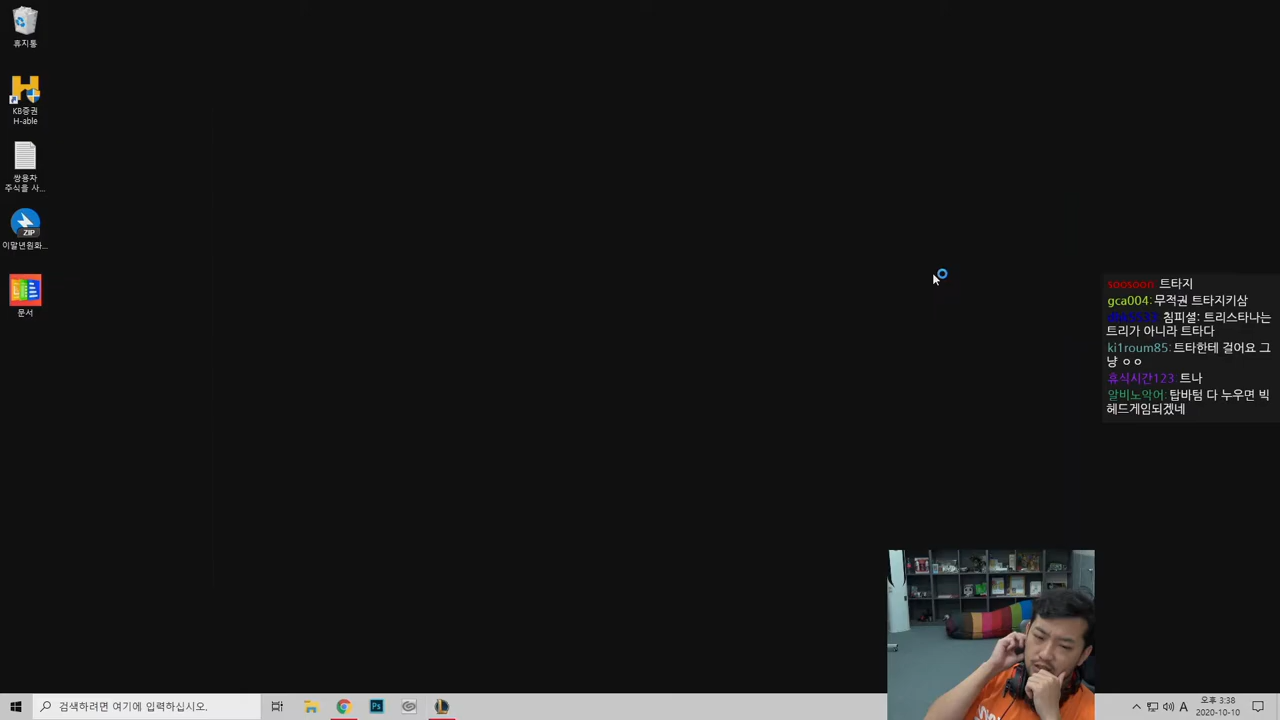 휴지통
KB증권
H-able
쌍용차
주식을 사...
ZIP
이말년원화...
문서
soosoon: 트타지
gca004: 무적권 트타지키삼
침피셜: 트리스타나는
트리가 아니라 트타다
ki1roum85: 트타한테 걸어요 그
냥 ㅇㅇ
휴식시간123: 트나
알비노악어: 탑바텀 다 누우면 빅
헤드게임되겠네
검색하려면 여기에 입력하십시오.
Ps
A
오후 3:38
2020-10-10